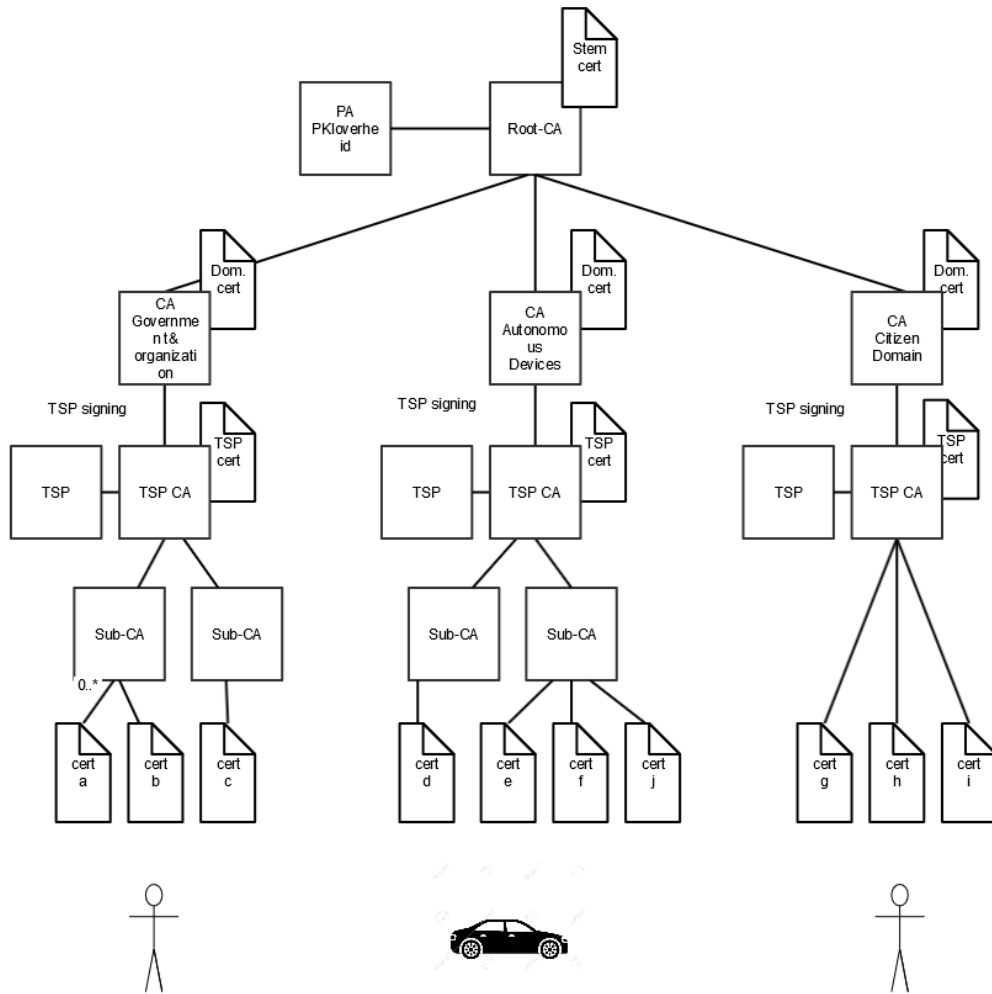 Stem
cert
PA
PKIoverhe
id
Root-CA
Dom.
cert
Dom.
cert
Dom.
cert
CA
Governme
n t &
organizati
on
CA
Autonomo
us
Devices
CA
Citizen
Domain
TSP signing
TSP signing
TSP signing
TSP
cert
TSP
cert
TSP
cert
TSP
TSP CA
TSP
TSP CA
TSP
TSP CA
Sub-CA
Sub-CA
Sub-CA
Sub-CA
0..*
cert
a
cert
b
cert
c
cert
d
cert
e
cert
f
cert
j
cert
g
cert
h
cert
i